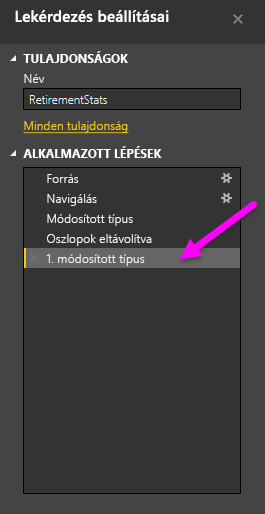 Lekérdezés beállításai
TULAJDONSÁGOK
Név
RetirementStats
Minden tulajdonság
ALKALMAZOTT LÉPÉSEK
Forrás
Navigálás
Módosított típus
Oszlopok eltávolítva
1. módosított típus